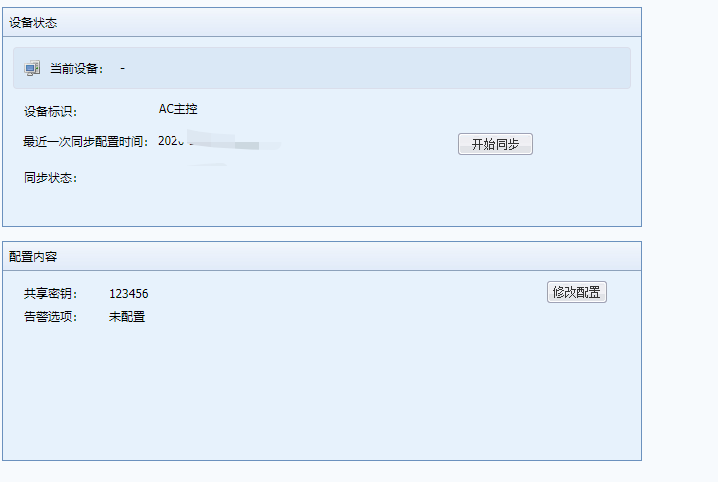 设备状态
当前设备： -
设备标识： AC主控
最近一次同步配置时间： 2020 开始同步
同步状态：
配置内容
共享密钥： 123456 修改配置
告警选项： 未配置